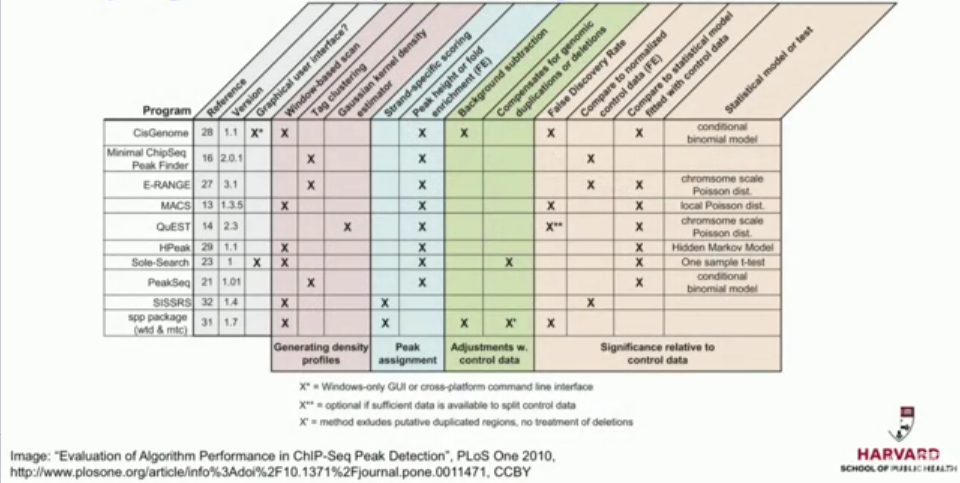 Reference
Version
Graphical user interface?
Window-based scan
Tag clustering
Gaussian kernel density
estimator
Strand-specific scoring
Peak height or fold
enrichment (FE)
Background subtraction
Compensates for genomic
duplications or deletions
False Discovery Rate
Compare to normalized
control data (FE)
Compare to statistical model
fitted with control data
Statistical model or test
Program
CisGenome 28 1.1 X* X X X X X conditional
binomial model
Minimal ChipSeq
Peak Finder 16 2.0.1 X X X
E-RANGE 27 3.1 X X X X chromsome scale
Poisson dist.
MACS 13 1.3.5 X X X X local Poisson dist.
QuEST 14 2.3 X X X** X chromsome scale
Poisson dist.
HPeak 29 1.1 X X X Hidden Markov Model
Sole-Search 23 1 X X X X X One sample t-test
PeakSeq 21 1.01 X X X conditional
binomial model
SISSRS 32 1.4 X X X
spp package
(wtd & mtc) 31 1.7 X X X X' X
Generating density
profiles
Peak
assignment
Adjustments w.
control data
Significance relative to
control data
X* = Windows-only GUI or cross-platform command line interface
X** = optional if sufficient data is available to split control data
X' = method exludes putative duplicated regions, no treatment of deletions
Image: "Evaluation of Algorithm Performance in ChIP-Seq Peak Detection", PLoS One 2010,
http://www.plosone.org/article/info%3Adoi%2F10.1371%2Fjournal.pone.0011471, CCBY
HARVARD
SCHOOL OF PUBLIC HEALTH